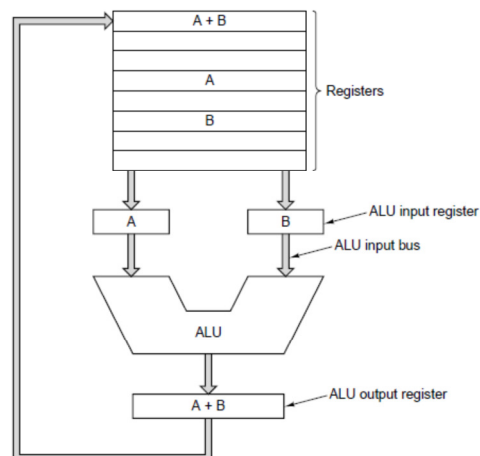 A + B
A
Registers
B
A
B
ALU input register
ALU input bus
ALU
A + B
ALU output register